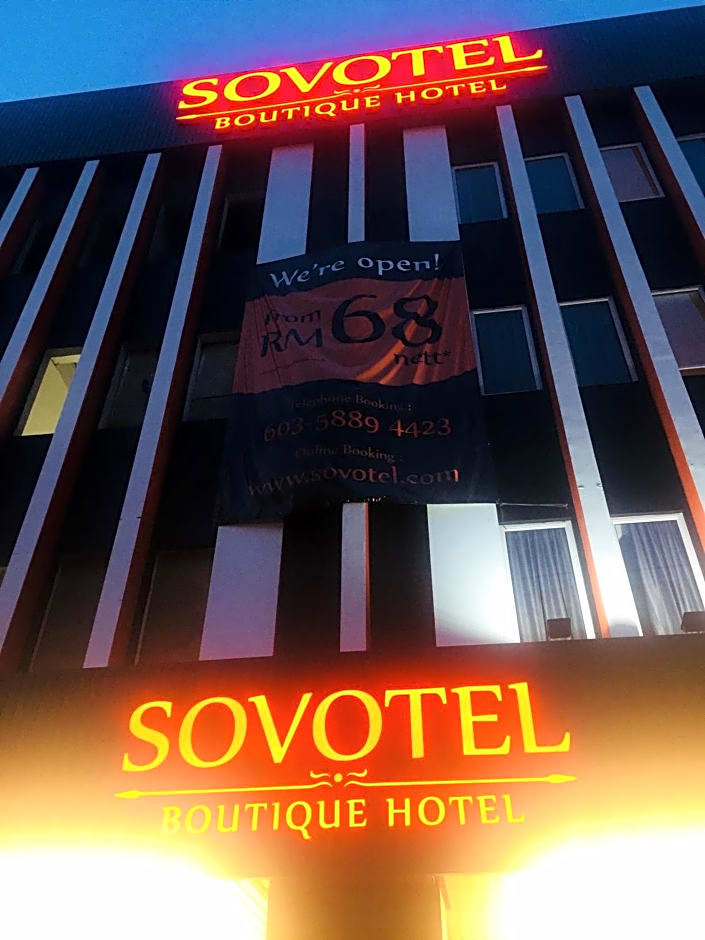 SOVOTEL
BOUTIQUE HOTEL
We're open!
From
RM68
nett*
Telephone Booking :
603-5889 4423
Online Booking :
www.sovotel.com
SOVOTEL
BOUTIQUE HOTEL